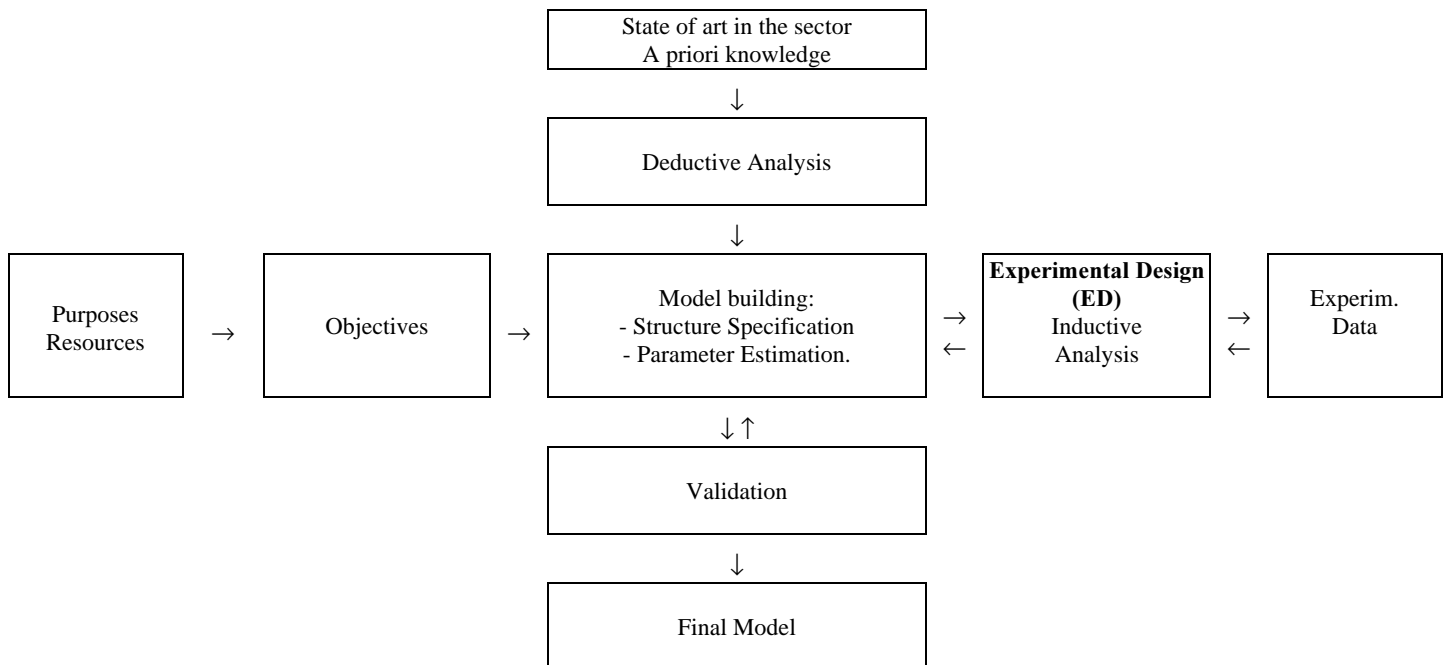 State of art in the sector
A priori knowledge
↓
Deductive Analysis
↓
Purposes
Resources
→
Objectives
→
Model building:
- Structure Specification
- Parameter Estimation.
→
←
Experimental Design
(ED)
Inductive
Analysis
→
←
Experim.
Data
↓↑
Validation
↓
Final Model